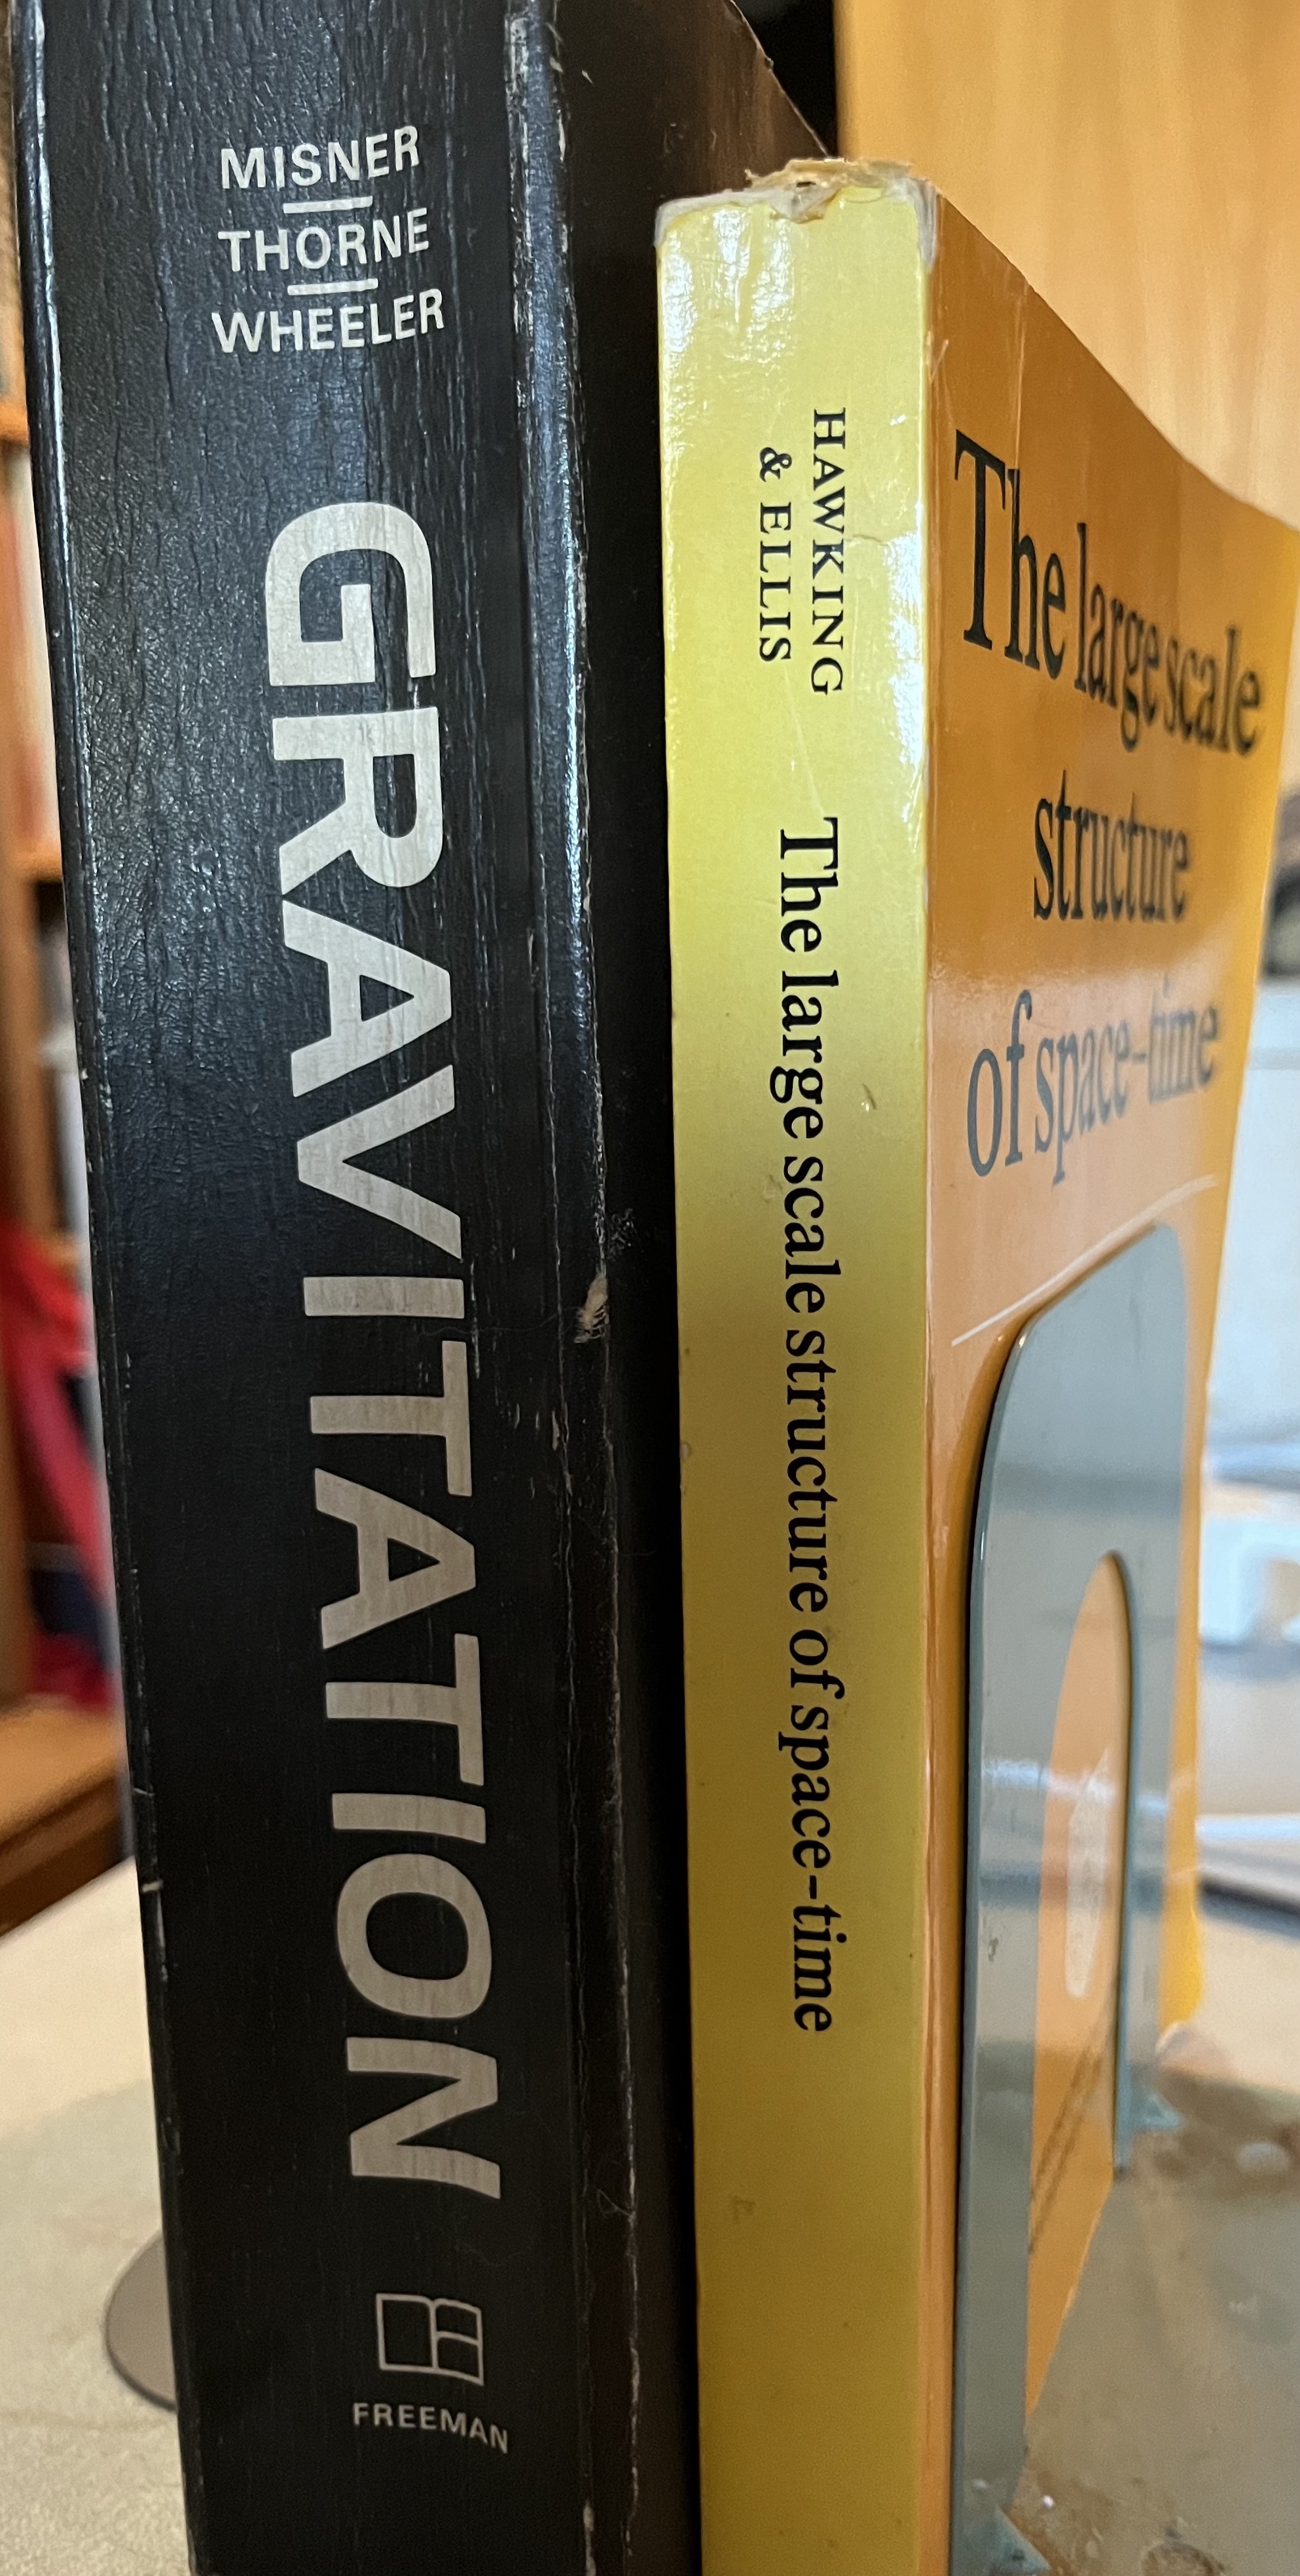 MISNER
THORNE
WHEELER
GRAVITATION
FREEMAN
HAWKING
& ELLIS
The large scale structure of space-time
The large scale
structure
of space-time